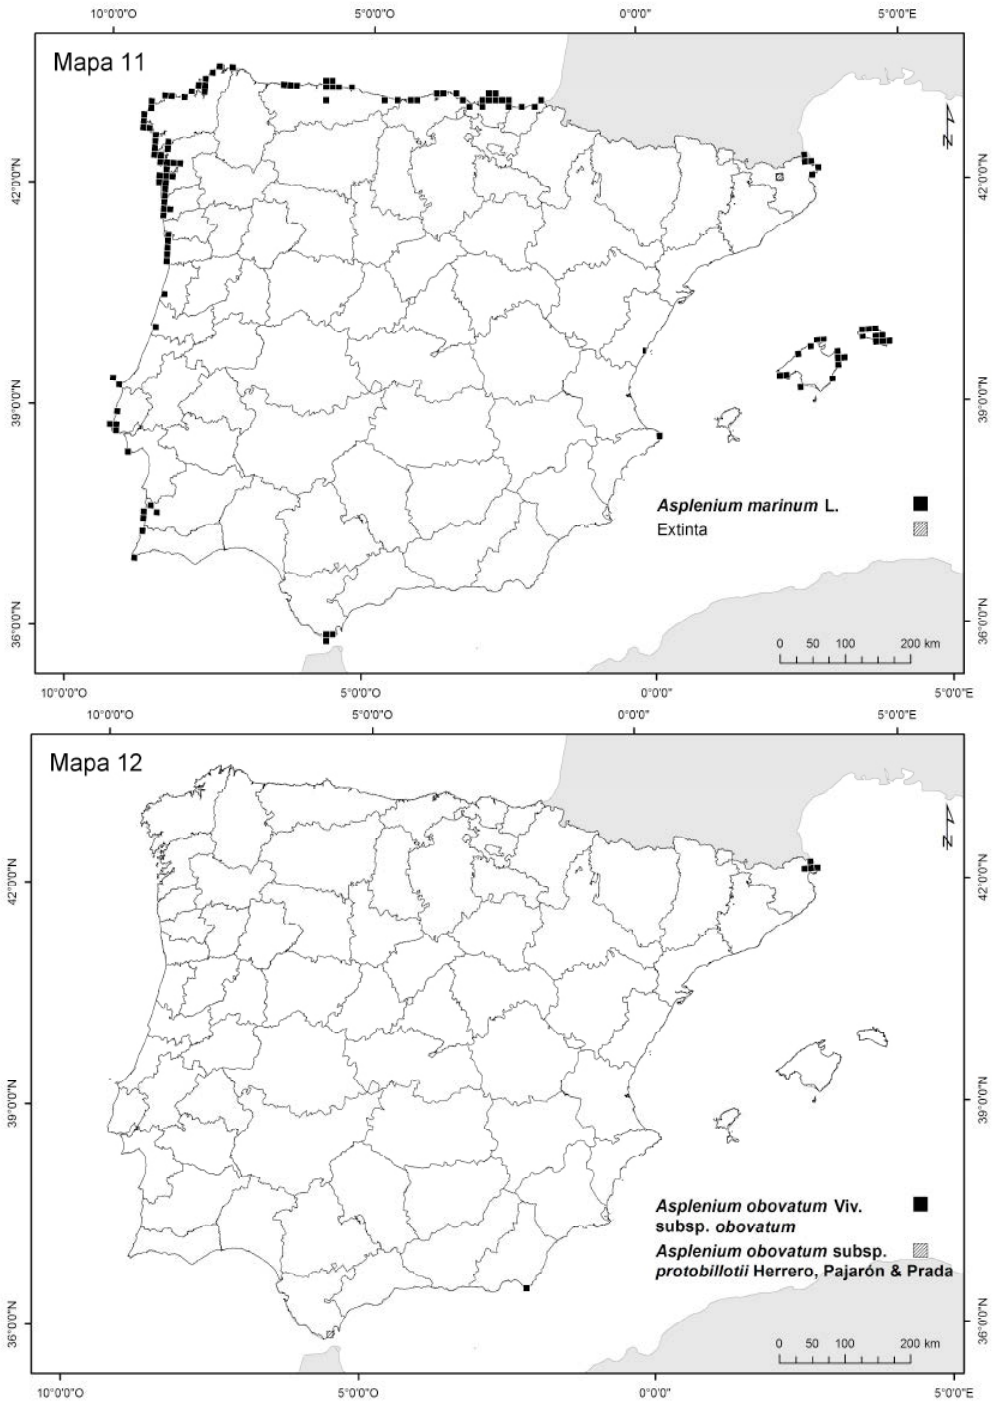 10°0'0"O 5°0'0"O 0°0'0" 5°0'0"E
Mapa 11
N
42°0'0"N 42°0'0"N
39°0'0"N 39°0'0"N
Asplenium marinum L.
Extinta
36°0'0"N 36°0'0"N
0 50 100 200 km
10°0'0"O 5°0'0"O 0°0'0" 5°0'0"E
10°0'0"O 5°0'0"O 0°0'0" 5°0'0"E
Mapa 12
N
42°0'0"N 42°0'0"N
39°0'0"N 39°0'0"N
Asplenium obovatum Viv.
subsp. obovatum
Asplenium obovatum subsp.
protobillotii Herrero, Pajarón & Prada
36°0'0"N 36°0'0"N
0 50 100 200 km
10°0'0"O 5°0'0"O 0°0'0" 5°0'0"E